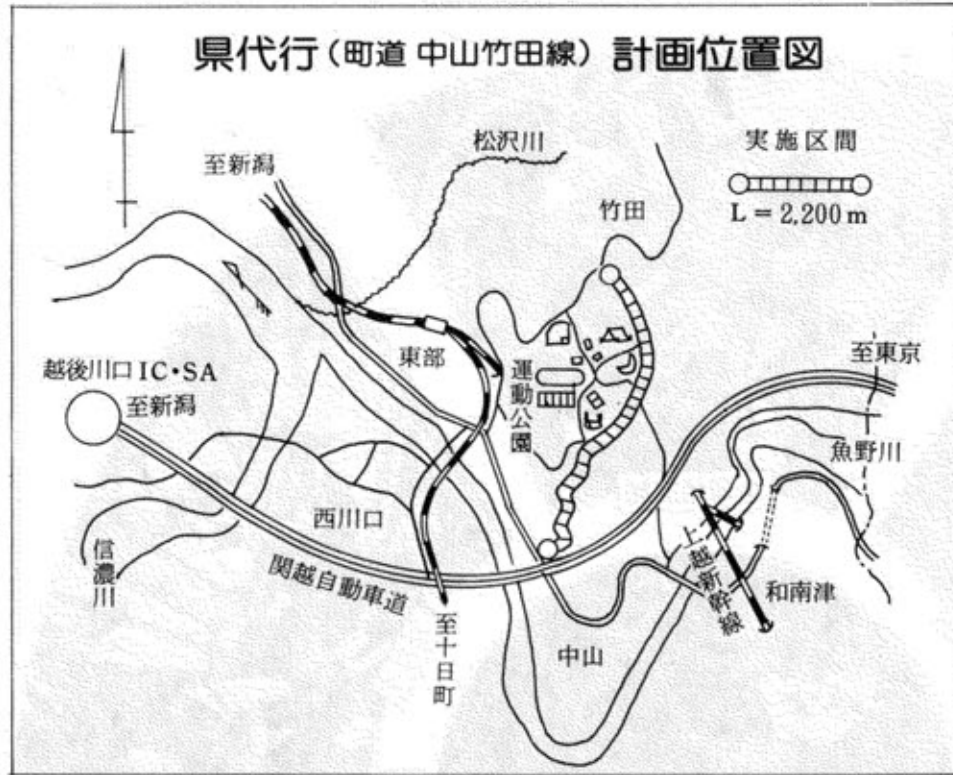 県代行(町道 中山竹田線)計画位置図
松沢川
実施区間
至新潟
L = 2,200m
竹田
東部
運動公園
至東京
越後川口 IC・SA
至新潟
魚野川
西川口
信濃川
関越自動車道
上越新幹線
和南津
中山
至十日町